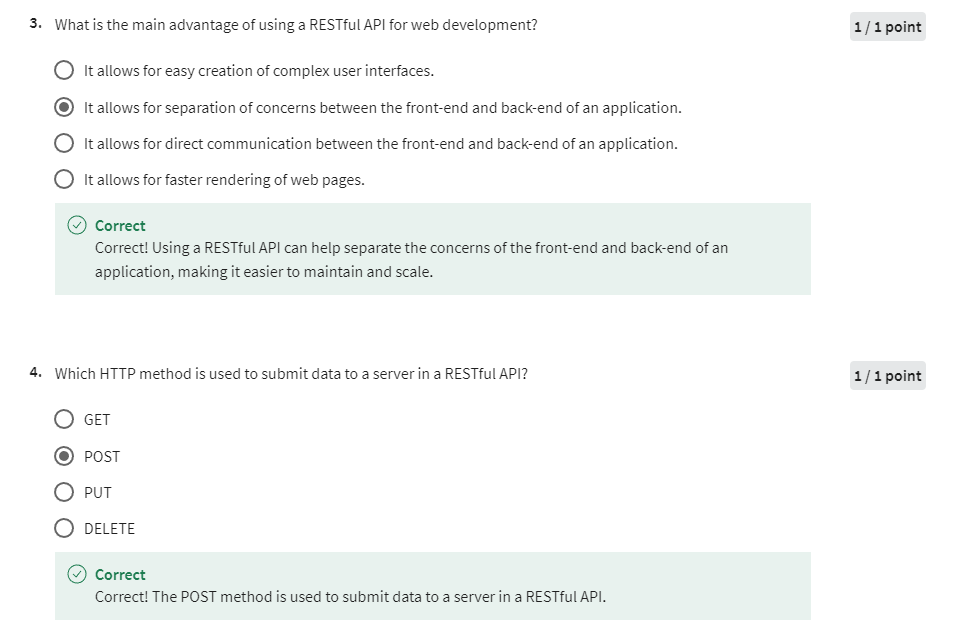 3. What is the main advantage of using a RESTful API for web development?
1 / 1 point
It allows for easy creation of complex user interfaces.
It allows for separation of concerns between the front-end and back-end of an application.
It allows for direct communication between the front-end and back-end of an application.
It allows for faster rendering of web pages.
Correct
Correct! Using a RESTful API can help separate the concerns of the front-end and back-end of an
application, making it easier to maintain and scale.
4. Which HTTP method is used to submit data to a server in a RESTful API?
1 / 1 point
GET
POST
PUT
DELETE
Correct
Correct! The POST method is used to submit data to a server in a RESTful API.